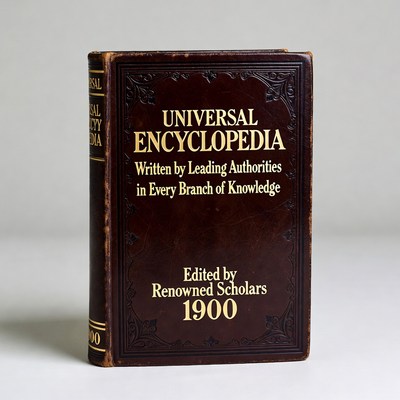 UNIVERSAL
ENCYCLOPEDIA
Written by Leading Authorities
in Every Branch of Knowledge
Edited by
Renowned Scholars
1900